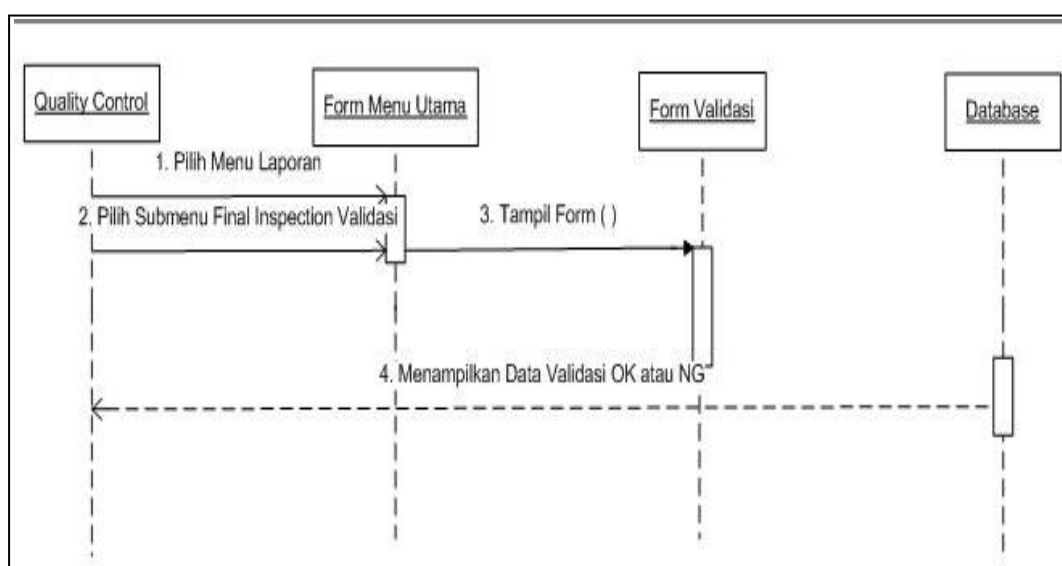 Quality Control
Form Menu Utama
Form Validasi
Database
1. Pilih Menu Laporan
2. Pilih Submenu Final Inspection Validasi
3. Tampil Form ( )
4. Menampilkan Data Validasi OK atau NG